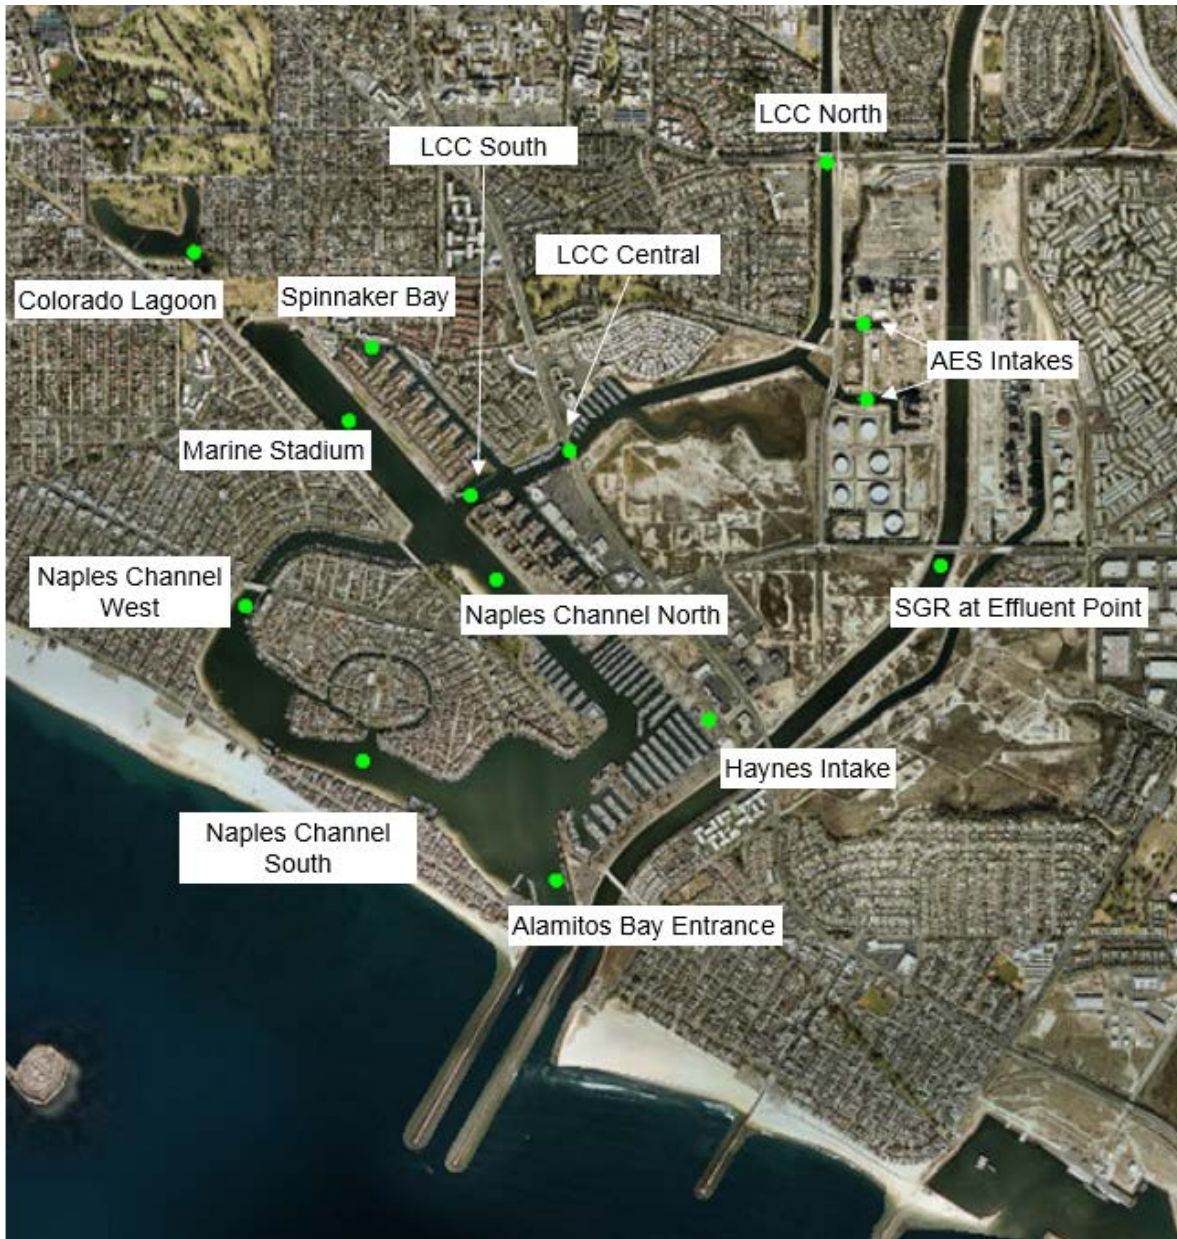 LCC North
LCC South
LCC Central
Colorado Lagoon
Spinnaker Bay
AES Intakes
Marine Stadium
Naples Channel
West
Naples Channel North
SGR at Effluent Point
Haynes Intake
Naples Channel
South
Alamitos Bay Entrance